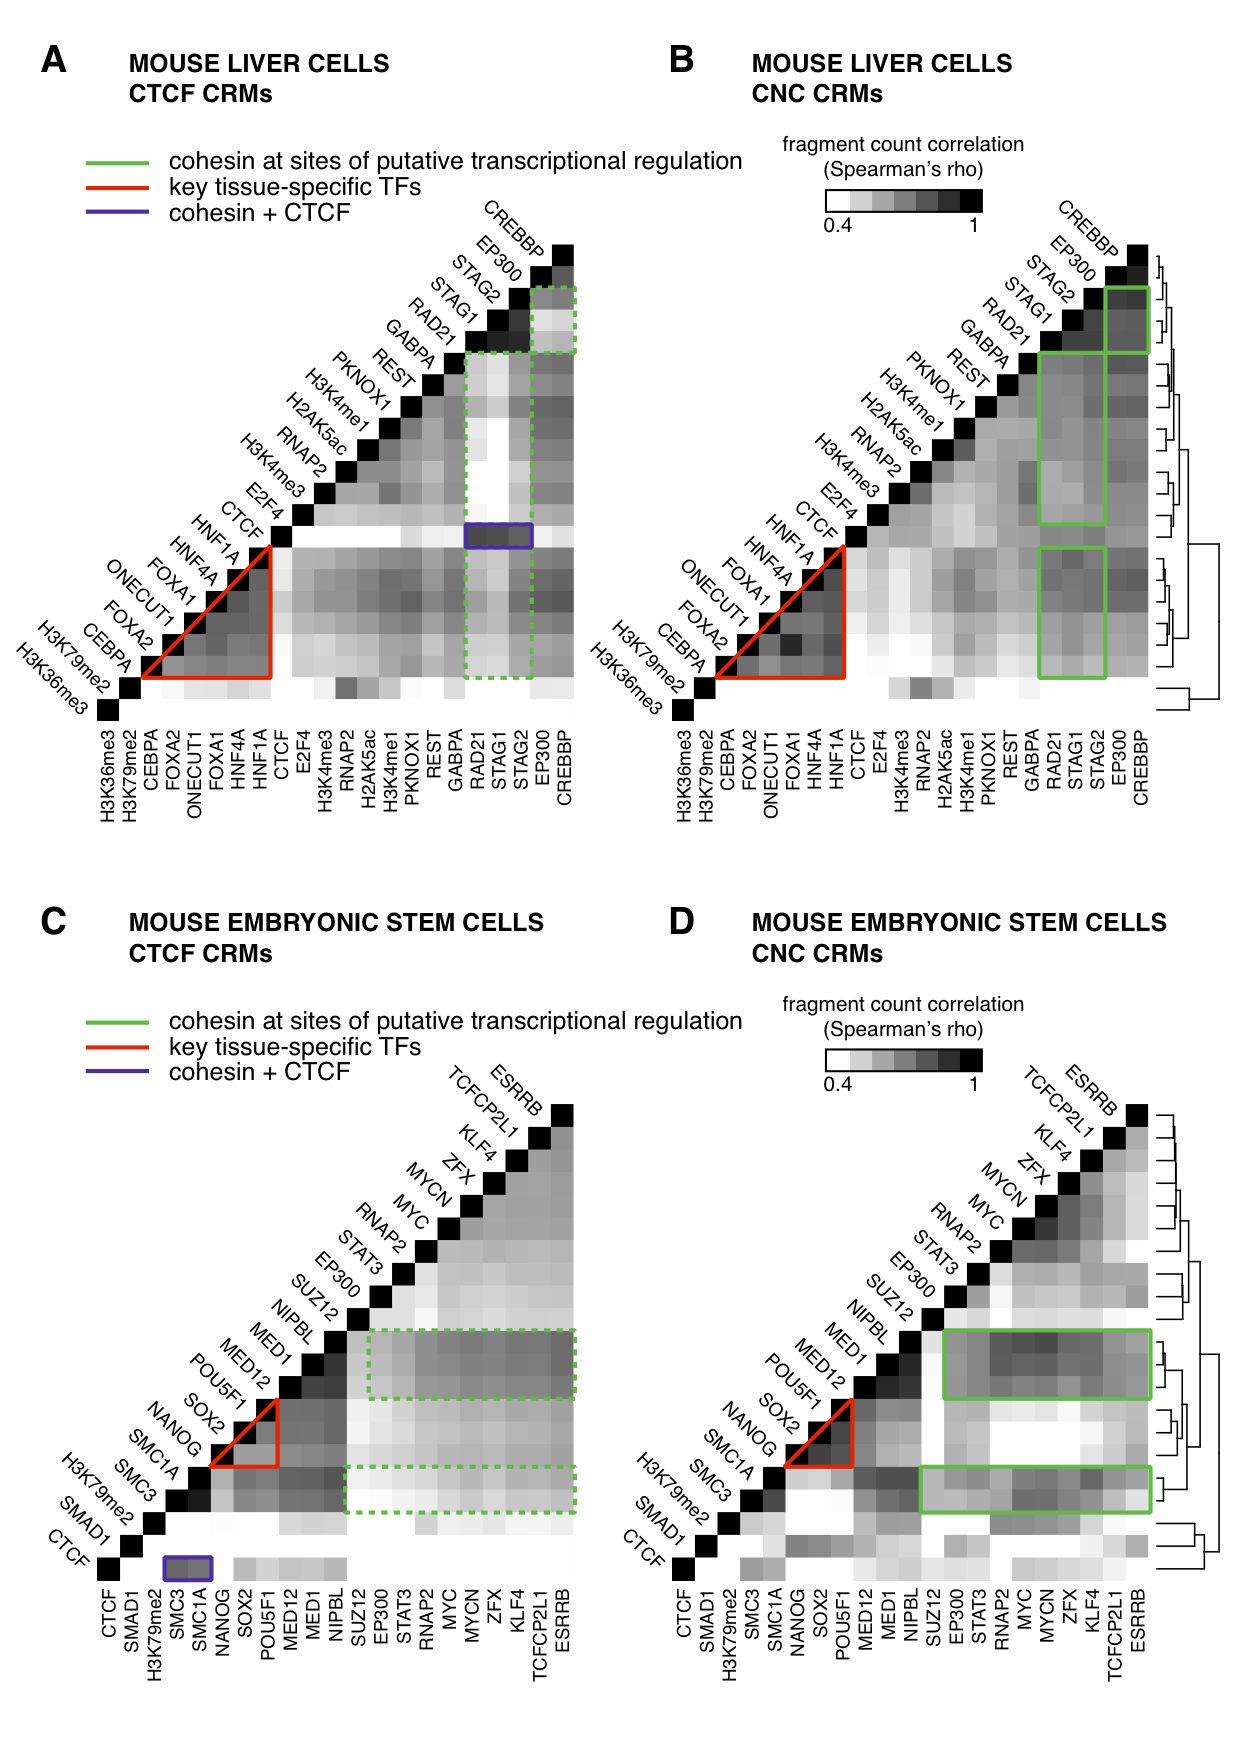 A
MOUSE LIVER CELLS
CTCF CRMs
B
MOUSE LIVER CELLS
CNC CRMs
cohesin at sites of putative transcriptional regulation
key tissue-specific TFs
cohesin + CTCF
fragment count correlation
(Spearman's rho)
0.4
1
CREBBP
EP300
STAG2
STAG1
RAD21
GABPA
REST
PKNOX1
H3K4me1
H2AK5ac
RNAP2
H3K4me3
E2F4
CTCF
HNF1A
HNF4A
FOXA1
ONECUT1
FOXA2
CEBPA
H3K79me2
H3K36me3
H3K36me3
H3K79me2
CEBPA
FOXA2
ONECUT1
FOXA1
HNF4A
HNF1A
CTCF
E2F4
H3K4me3
RNAP2
H2AK5ac
H3K4me1
PKNOX1
REST
GABPA
RAD21
STAG1
STAG2
EP300
CREBBP
CREBBP
EP300
STAG2
STAG1
RAD21
GABPA
REST
PKNOX1
H3K4me1
H2AK5ac
RNAP2
H3K4me3
E2F4
CTCF
HNF1A
HNF4A
FOXA1
ONECUT1
FOXA2
CEBPA
H3K79me2
H3K36me3
H3K36me3
H3K79me2
CEBPA
FOXA2
ONECUT1
FOXA1
HNF4A
HNF1A
CTCF
E2F4
H3K4me3
RNAP2
H2AK5ac
H3K4me1
PKNOX1
REST
GABPA
RAD21
STAG1
STAG2
EP300
CREBBP
C
MOUSE EMBRYONIC STEM CELLS
CTCF CRMs
D
MOUSE EMBRYONIC STEM CELLS
CNC CRMs
cohesin at sites of putative transcriptional regulation
key tissue-specific TFs
cohesin + CTCF
fragment count correlation
(Spearman's rho)
0.4
1
ESRRB
TCFCP2L1
KLF4
ZFX
MYCN
MYC
RNAP2
STAT3
EP300
SUZ12
NIPBL
MED1
MED12
POU5F1
SOX2
NANOG
SMC1A
SMC3
H3K79me2
SMAD1
CTCF
CTCF
SMAD1
H3K79me2
SMC3
SMC1A
NANOG
SOX2
POU5F1
MED12
MED1
NIPBL
SUZ12
EP300
STAT3
RNAP2
MYC
MYCN
ZFX
KLF4
TCFCP2L1
ESRRB
ESRRB
TCFCP2L1
KLF4
ZFX
MYCN
MYC
RNAP2
STAT3
EP300
SUZ12
NIPBL
MED1
MED12
POU5F1
SOX2
NANOG
SMC1A
SMC3
H3K79me2
SMAD1
CTCF
CTCF
SMAD1
H3K79me2
SMC3
SMC1A
NANOG
SOX2
POU5F1
MED12
MED1
NIPBL
SUZ12
EP300
STAT3
RNAP2
MYC
MYCN
ZFX
KLF4
TCFCP2L1
ESRRB